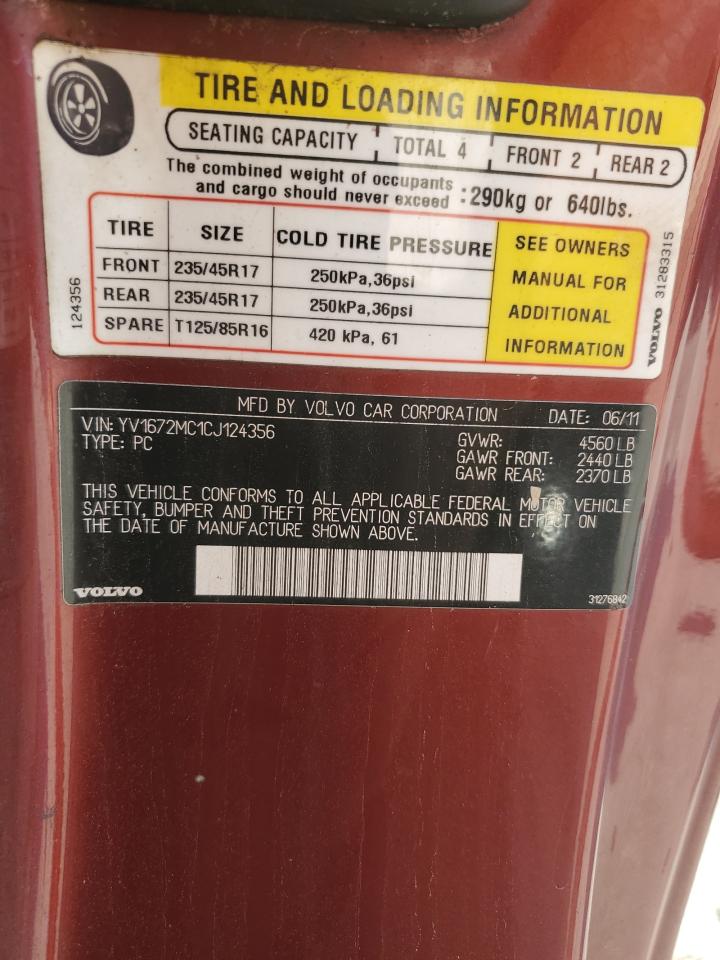 TIRE AND LOADING INFORMATION
SEATING CAPACITY TOTAL 4 FRONT 2 REAR 2
The combined weight of occupants
and cargo should never exceed : 290kg or 640lbs.
TIRE SIZE COLD TIRE PRESSURE
FRONT 235/45R17 250kPa,36psi
REAR 235/45R17 250kPa,36psi
SPARE T125/85R16 420 kPa, 61
SEE OWNERS
MANUAL FOR
ADDITIONAL
INFORMATION
124356
VOLVO 31283315
MFD BY VOLVO CAR CORPORATION DATE: 06/11
VIN: YV1672MC1CJ124356
TYPE: PC
GVWR: 4560 LB
GAWR FRONT: 2440 LB
GAWR REAR: 2370 LB
THIS VEHICLE CONFORMS TO ALL APPLICABLE FEDERAL MOTOR VEHICLE
SAFETY, BUMPER AND THEFT PREVENTION STANDARDS IN EFFECT ON
THE DATE OF MANUFACTURE SHOWN ABOVE.
VOLVO
31276842